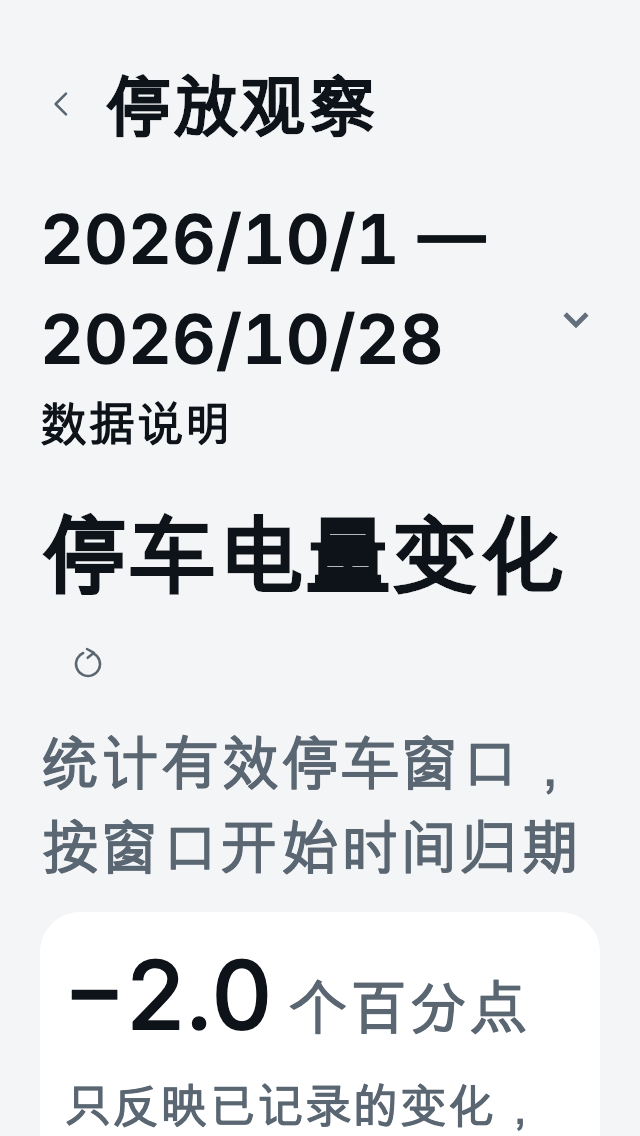 停放观察
2026/10/1 —
2026/10/28
数据说明
停车电量变化
统计有效停车窗口，
按窗口开始时间归期
−2.0 个百分点
只反映已记录的变化，